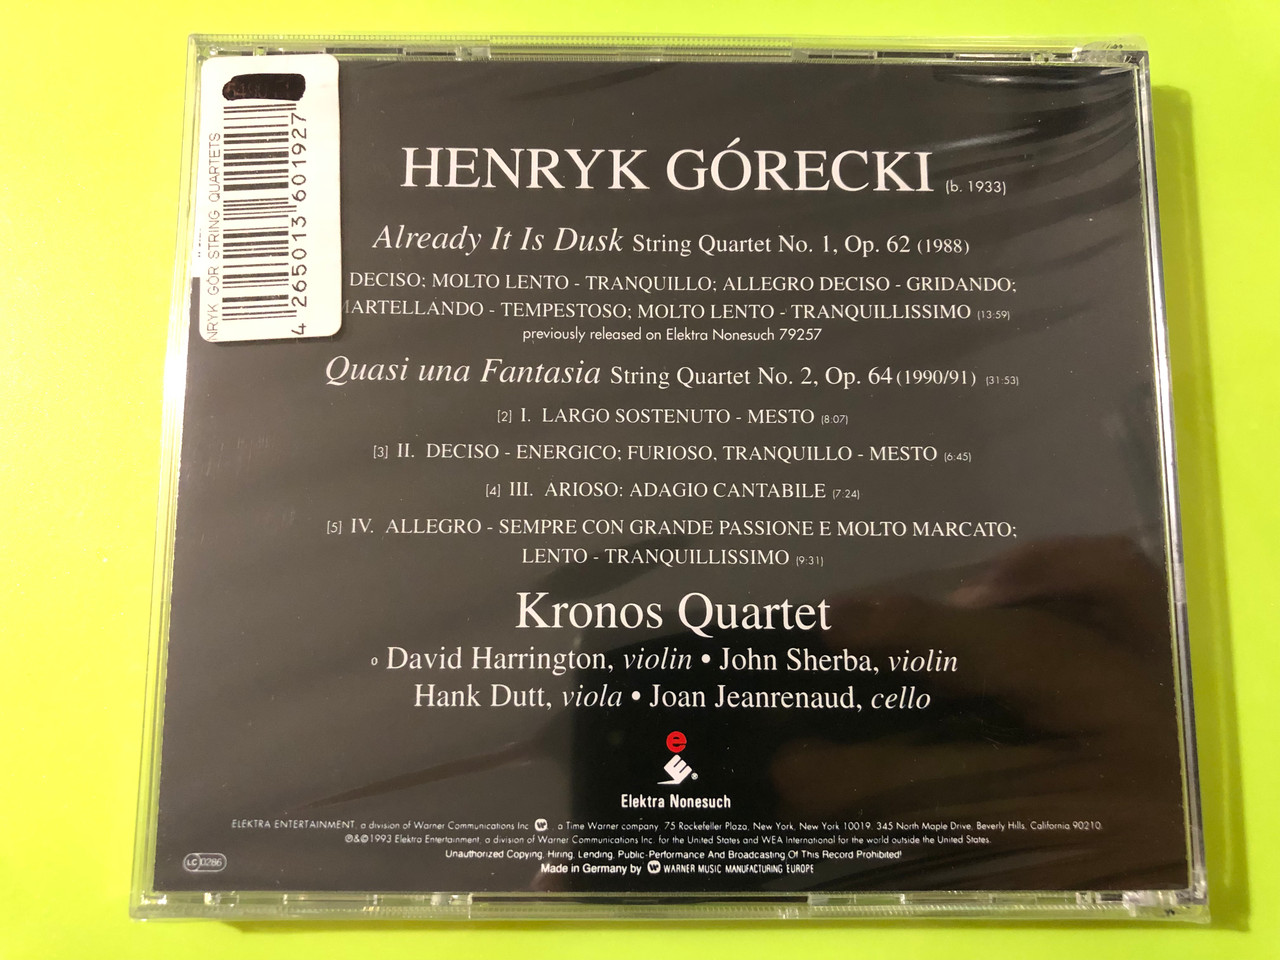 NRYK GÓR STRING QUARTETS
4 265013 601927
HENRYK GÓRECKI (b. 1933)
Already It Is Dusk String Quartet No. 1, Op. 62 (1988)
DECISO; MOLTO LENTO - TRANQUILLO; ALLEGRO DECISO - GRIDANDO;
MARTELLANDO - TEMPESTOSO; MOLTO LENTO - TRANQUILLISSIMO (13:59)
previously released on Elektra Nonesuch 79257
Quasi una Fantasia String Quartet No. 2, Op. 64 (1990/91) (31:53)
[2] I. LARGO SOSTENUTO - MESTO (8:07)
[3] II. DECISO - ENERGICO; FURIOSO, TRANQUILLO - MESTO (6:45)
[4] III. ARIOSO: ADAGIO CANTABILE (7:24)
[5] IV. ALLEGRO - SEMPRE CON GRANDE PASSIONE E MOLTO MARCATO;
LENTO - TRANQUILLISSIMO (9:31)
Kronos Quartet
David Harrington, violin • John Sherba, violin
Hank Dutt, viola • Joan Jeanrenaud, cello
e
Elektra Nonesuch
ELEKTRA ENTERTAINMENT, a division of Warner Communications Inc. , a Time Warner company, 75 Rockefeller Plaza, New York, New York 10019. 345 North Maple Drive, Beverly Hills, California 90210.
℗&©1993 Elektra Entertainment, a division of Warner Communications Inc. for the United States and WEA International for the world outside the United States.
Unauthorized Copying, Hiring, Lending, Public-Performance And Broadcasting Of This Record Prohibited!
LC 0286
Made in Germany by WARNER MUSIC MANUFACTURING EUROPE